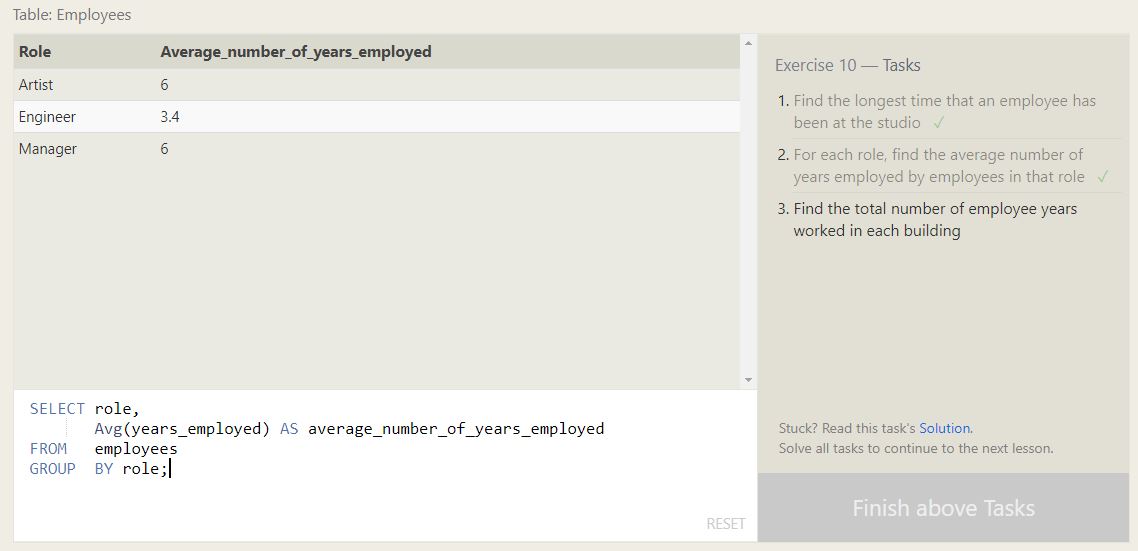 Table: Employees
Role Average_number_of_years_employed
Artist 6
Engineer 3.4
Manager 6
SELECT role,
Avg(years_employed) AS average_number_of_years_employed
FROM employees
GROUP BY role;
RESET
Exercise 10 — Tasks
1. Find the longest time that an employee has
been at the studio ✓
2. For each role, find the average number of
years employed by employees in that role ✓
3. Find the total number of employee years
worked in each building
Stuck? Read this task's Solution.
Solve all tasks to continue to the next lesson.
Finish above Tasks